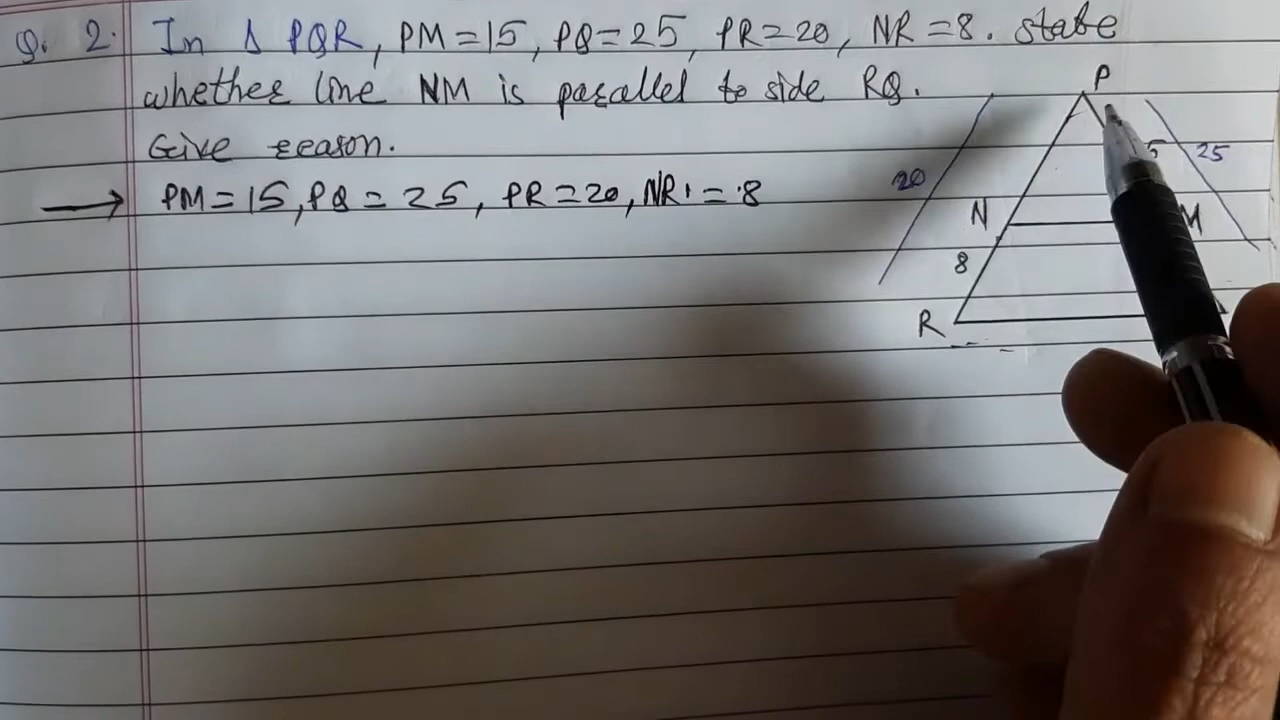 Q. 2. In Δ PQR, PM = 15, PQ = 25, PR = 20, NR = 8. State
whether line NM is parallel to side RQ.
Give reason.
→ PM = 15, PQ = 25, PR = 20, NR = 8
P
20
5
25
N
M
8
R